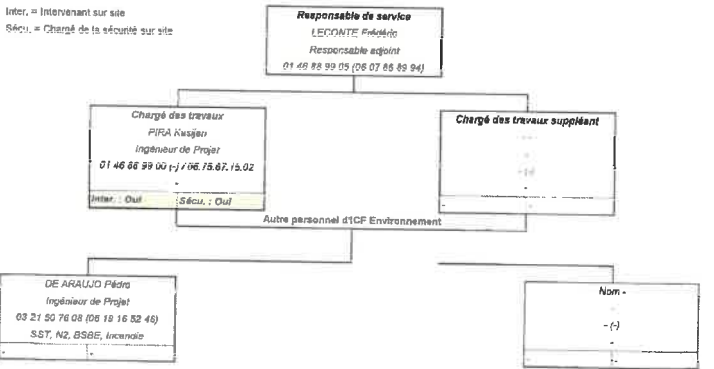 Inter. = Intervenant sur site
Sécu. = Chargé de la sécurité sur site
Responsable de service
LECONTE Frédéric
Responsable adjoint
01 46 88 99 05 (06 07 86 89 94)
Chargé des travaux
PIRA Kusijan
Ingénieur de Projet
01 46 88 99 00 (-) / 06.75.67.15.02
-
Inter. : Oui Sécu. : Oui
Chargé des travaux suppléant
-
- (-)
-
- -
Autre personnel d'ICF Environnement
DE ARAUJO Pédro
Ingénieur de Projet
03 21 50 76 08 (06 19 16 52 46)
SST, N2, BSBE, Incendie
- -
Nom -
- (-)
-
- -